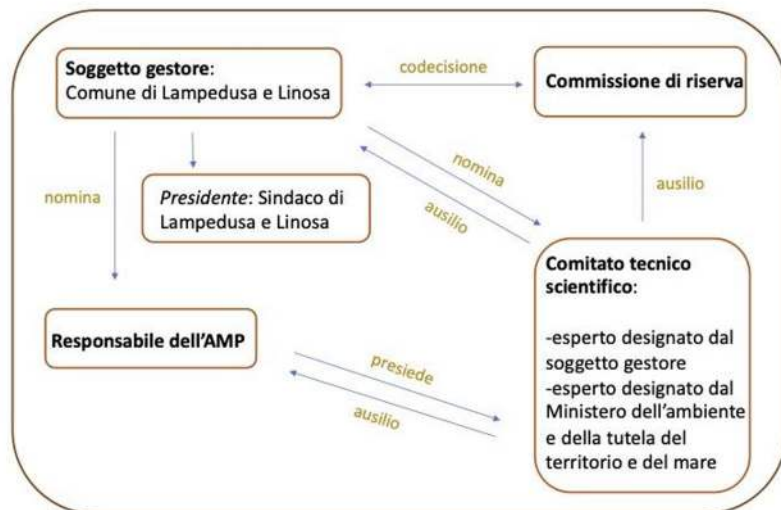 Soggetto gestore:
Comune di Lampedusa e Linosa
codecisione
Commissione di riserva
nomina
Presidente: Sindaco di
Lampedusa e Linosa
nomina
ausilio
ausilio
Comitato tecnico
scientifico:
-esperto designato dal
soggetto gestore
-esperto designato dal
Ministero dell'ambiente
e della tutela del
territorio e del mare
Responsabile dell'AMP
presiede
ausilio